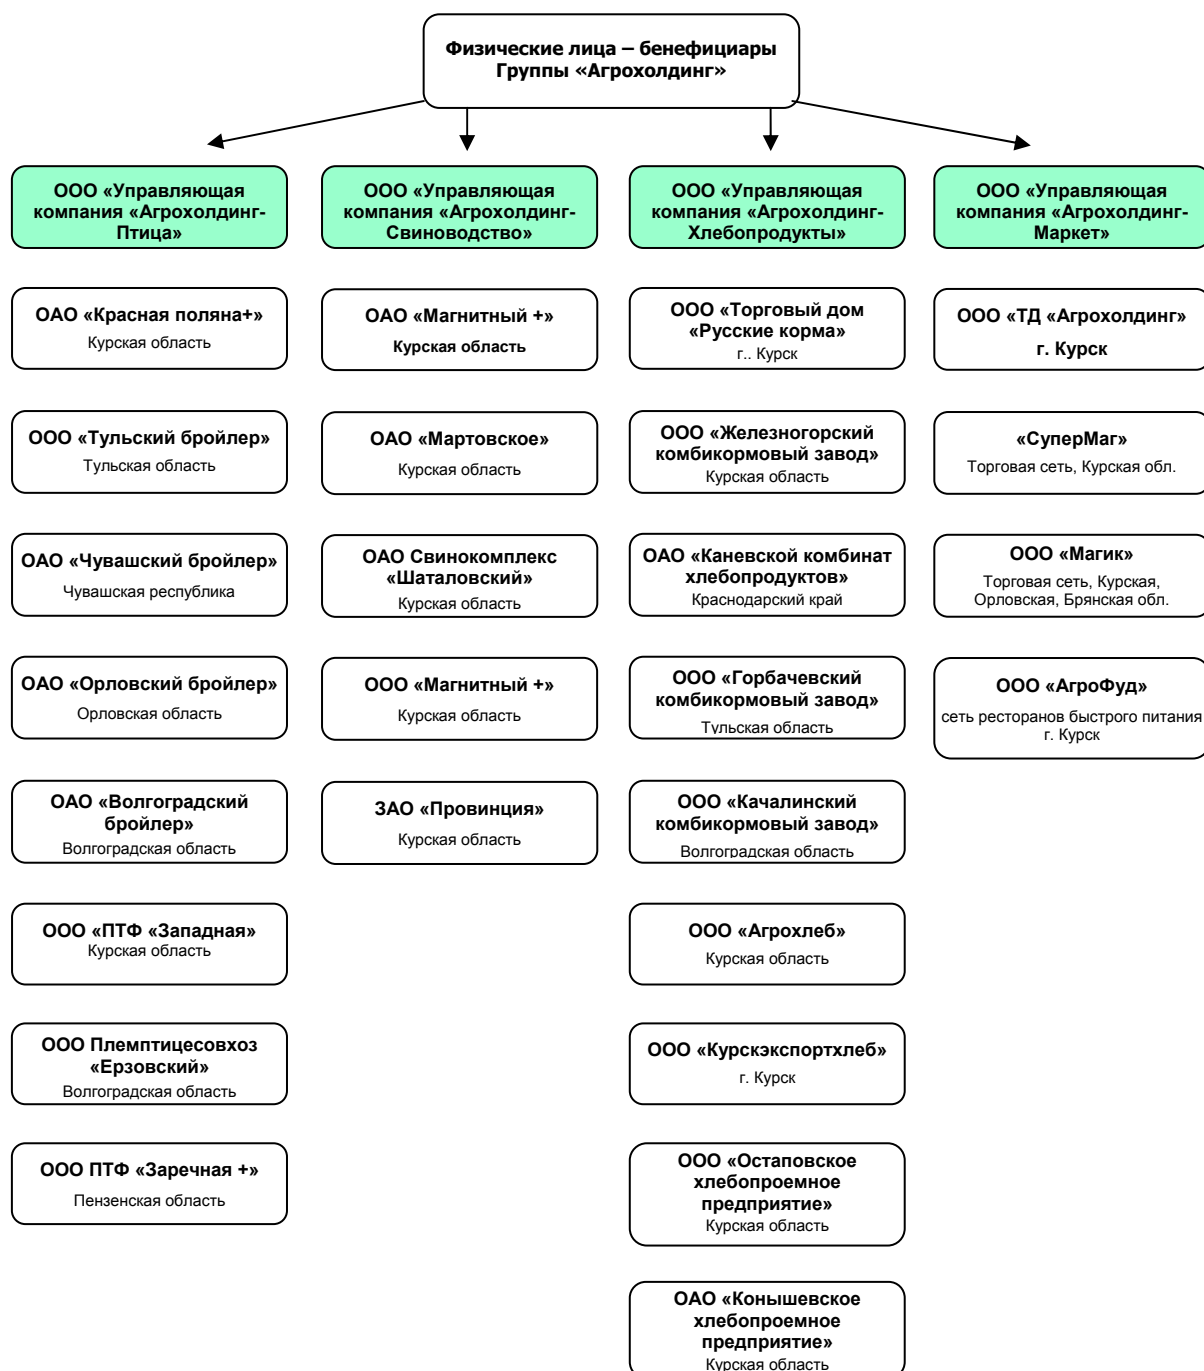 Физические лица – бенефициары
Группы «Агрохолдинг»
ООО «Управляющая
компания «Агрохолдинг-
Птица»
ООО «Управляющая
компания «Агрохолдинг-
Свиноводство»
ООО «Управляющая
компания «Агрохолдинг-
Хлебопродукты»
ООО «Управляющая
компания «Агрохолдинг-
Маркет»
ОАО «Красная поляна+»
Курская область
ОАО «Магнитный +»
Курская область
ООО «Торговый дом
«Русские корма»
г.. Курск
ООО «ТД «Агрохолдинг»
г. Курск
ООО «Тульский бройлер»
Тульская область
ОАО «Мартовское»
Курская область
ООО «Железногорский
комбикормовый завод»
Курская область
«СуперМаг»
Торговая сеть, Курская обл.
ОАО «Чувашский бройлер»
Чувашская республика
ОАО Свинокомплекс
«Шаталовский»
Курская область
ОАО «Каневской комбинат
хлебопродуктов»
Краснодарский край
ООО «Магик»
Торговая сеть, Курская,
Орловская, Брянская обл.
ОАО «Орловский бройлер»
Орловская область
ООО «Магнитный +»
Курская область
ООО «Горбачевский
комбикормовый завод»
Тульская область
ООО «АгроФуд»
сеть ресторанов быстрого питания
г. Курск
ОАО «Волгоградский
бройлер»
Волгоградская область
ЗАО «Провинция»
Курская область
ООО «Качалинский
комбикормовый завод»
Волгоградская область
ООО «ПТФ «Западная»
Курская область
ООО «Агрохлеб»
Курская область
ООО Племптицесовхоз
«Ерзовский»
Волгоградская область
ООО «Курскэкспортхлеб»
г. Курск
ООО ПТФ «Заречная +»
Пензенская область
ООО «Остаповское
хлебопроемное
предприятие»
Курская область
ОАО «Конышевское
хлебопроемное
предприятие»
Курская область